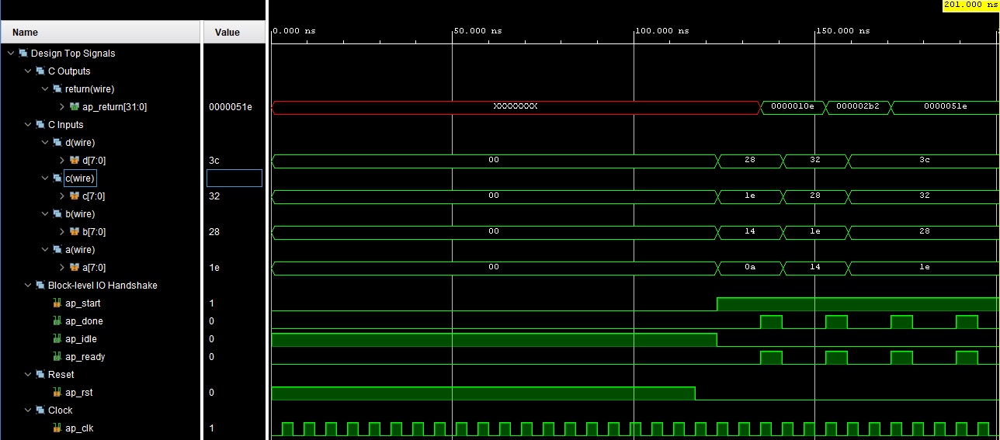 201.000 ns
Name Value 0.000 ns 50.000 ns 100.000 ns 150.000 ns
Design Top Signals
C Outputs
return(wire)
ap_return[31:0] 0000051e XXXXXXXX 0000010e 000002b2 0000051e
C Inputs
d(wire)
d[7:0] 3c 00 28 32 3c
c(wire)
c[7:0] 32 00 1e 28 32
b(wire)
b[7:0] 28 00 14 1e 28
a(wire)
a[7:0] 1e 00 0a 14 1e
Block-level IO Handshake
ap_start 1
ap_done 0
ap_idle 0
ap_ready 0
Reset
ap_rst 0
Clock
ap_clk 1